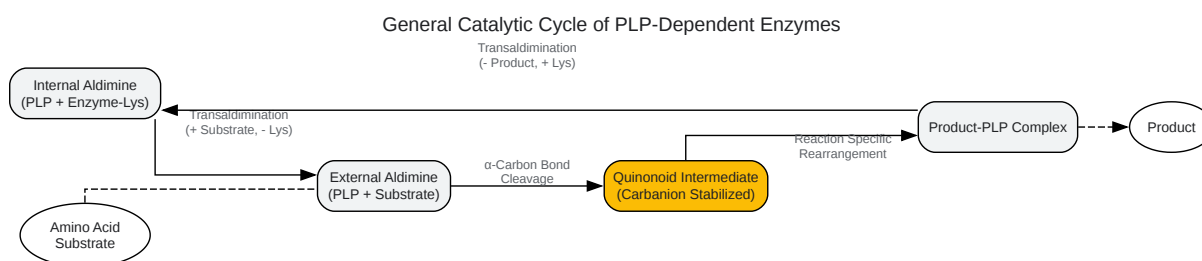 General Catalytic Cycle of PLP-Dependent Enzymes
Transaldimination
(- Product, + Lys)
Internal Aldimine
(PLP + Enzyme-Lys)
Transaldimination
(+ Substrate, - Lys)
Product-PLP Complex
Product
Reaction Specific
Rearrangement
External Aldimine
(PLP + Substrate)
α-Carbon Bond
Cleavage
Quinonoid Intermediate
(Carbanion Stabilized)
Amino Acid
Substrate